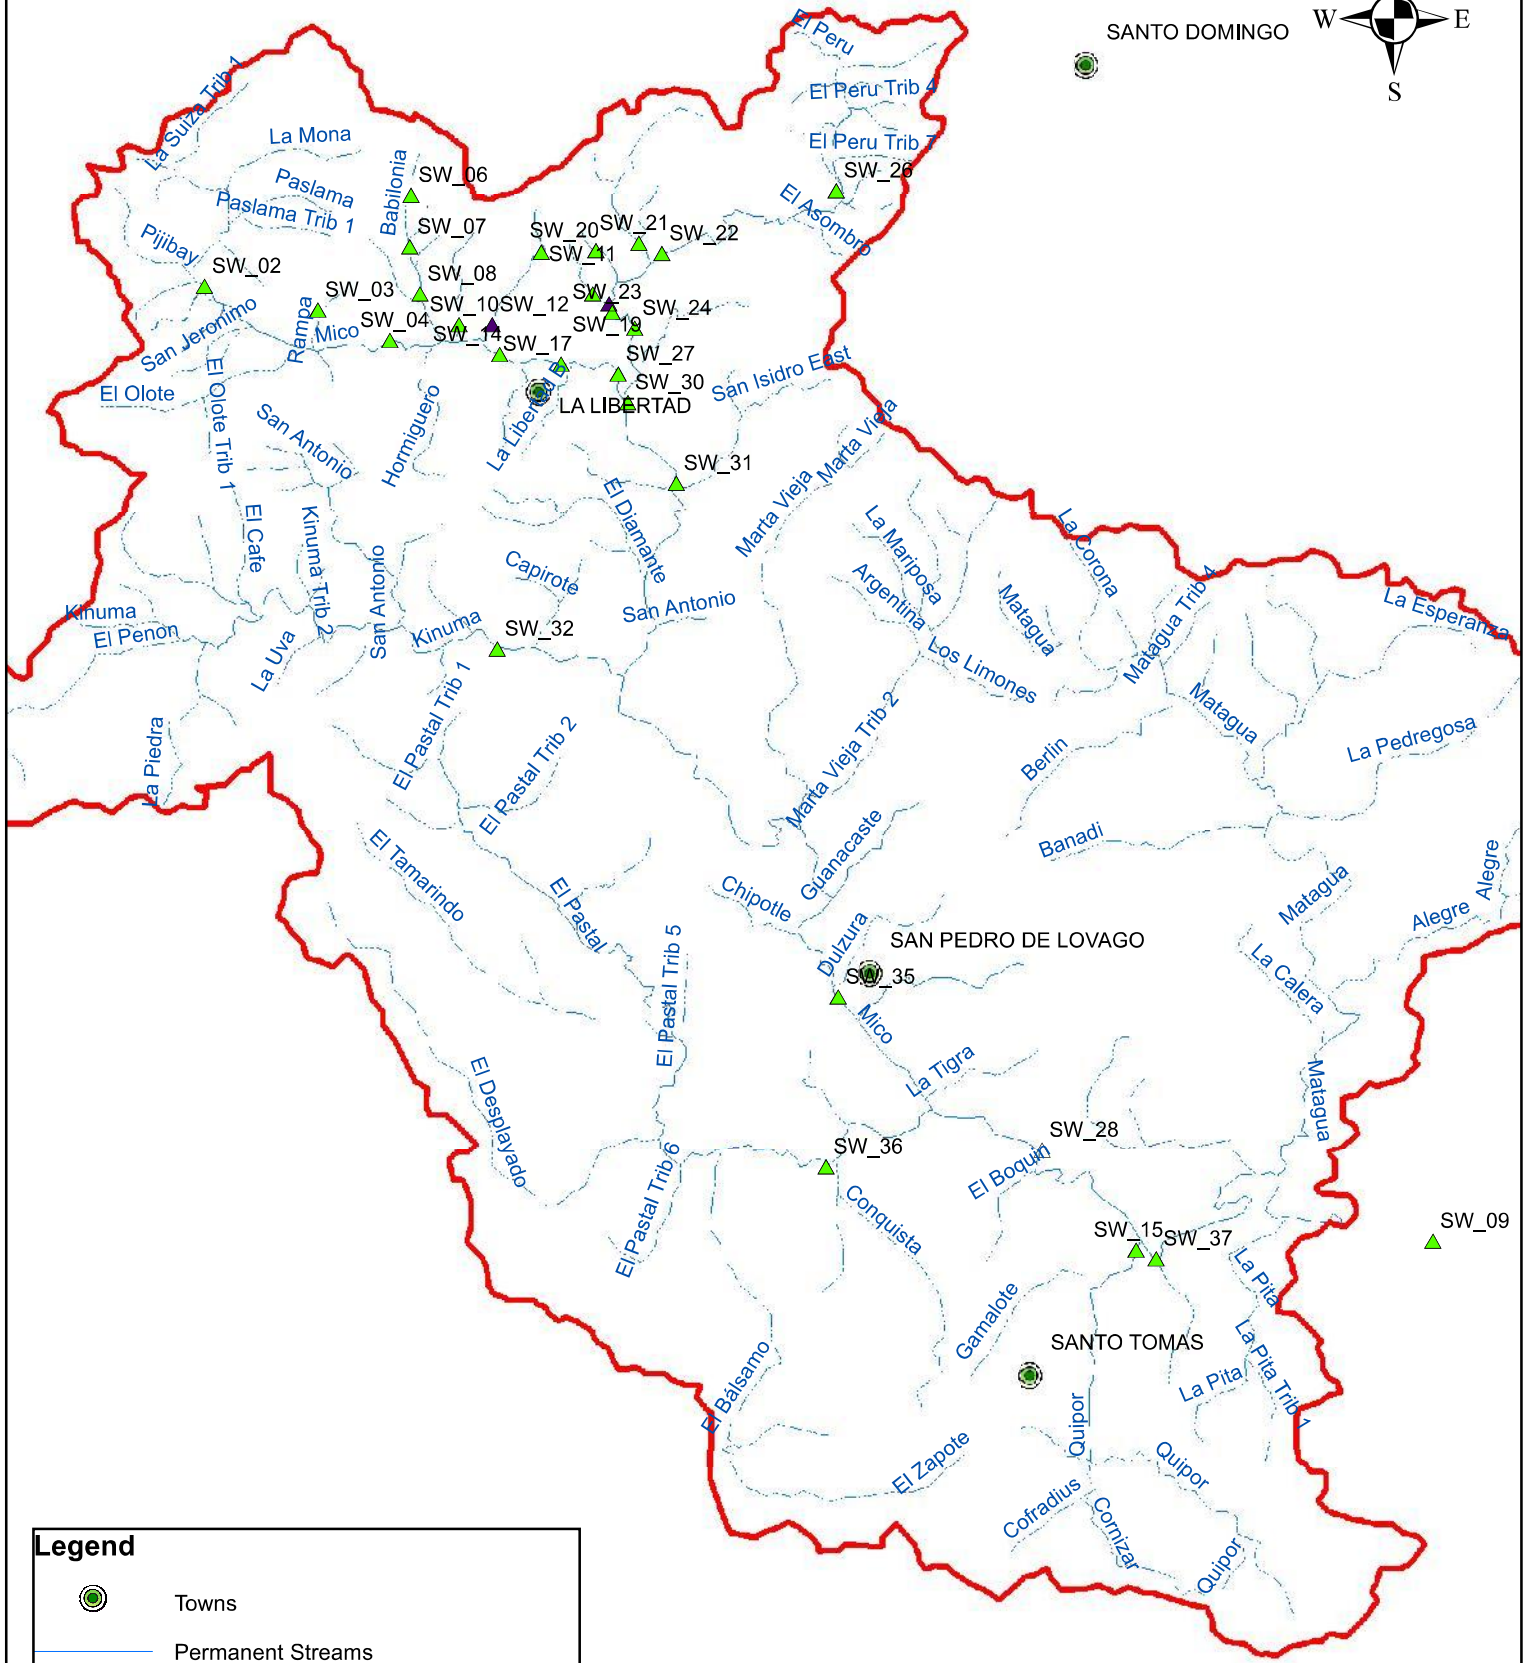 El Peru
SANTO DOMINGO
W
E
S
La Suiza Trib 1
El Peru Trib 4
La Mona
El Peru Trib 7
Babilonia
SW_06
SW_26
Paslama
Paslama Trib 1
El Asombro
Pijibay
SW_07
SW_20
SW_21
SW_22
SW_11
SW_02
SW_08
SW_03
SW_10
SW_12
SW_23
SW_24
San Jeronimo
Rampa
Mico
SW_04
SW_14
SW_17
SW_19
SW_27
San Isidro East
El Olote
El Olote Trib 1
SW_30
La Libertad B
LA LIBERTAD
San Antonio
Hormiguero
Marta Vieja
SW_31
Marta Vieja
El Diamante
El Cafe
Kinuma Trib 2
San Antonio
Capirote
La Mariposa
La Corona
Argentina
Matagua
Matagua Trib 4
La Esperanza
Kinuma
El Penon
La Uva
Kinuma
SW_32
San Antonio
Los Limones
Matagua
La Piedra
El Pastal Trib 1
El Pastal Trib 2
Marta Vieja Trib 2
Berlin
La Pedregosa
El Tamarindo
Guanacaste
Banadi
El Pastal
Chipotle
Matagua
Alegre
Alegre
Dulzura
SAN PEDRO DE LOVAGO
El Pastal Trib 5
SW_35
La Calera
Mico
El Desplayado
La Tigra
Matagua
SW_28
SW_36
El Boquin
El Pastal Trib 6
Conquista
SW_15
SW_37
SW_09
La Pita
Gamalote
SANTO TOMAS
El Bálsamo
La Pita
La Pita Trib 1
Quipor
El Zapote
Quipor
Cofradius
Cornizar
Quipor
Legend
Towns
Permanent Streams